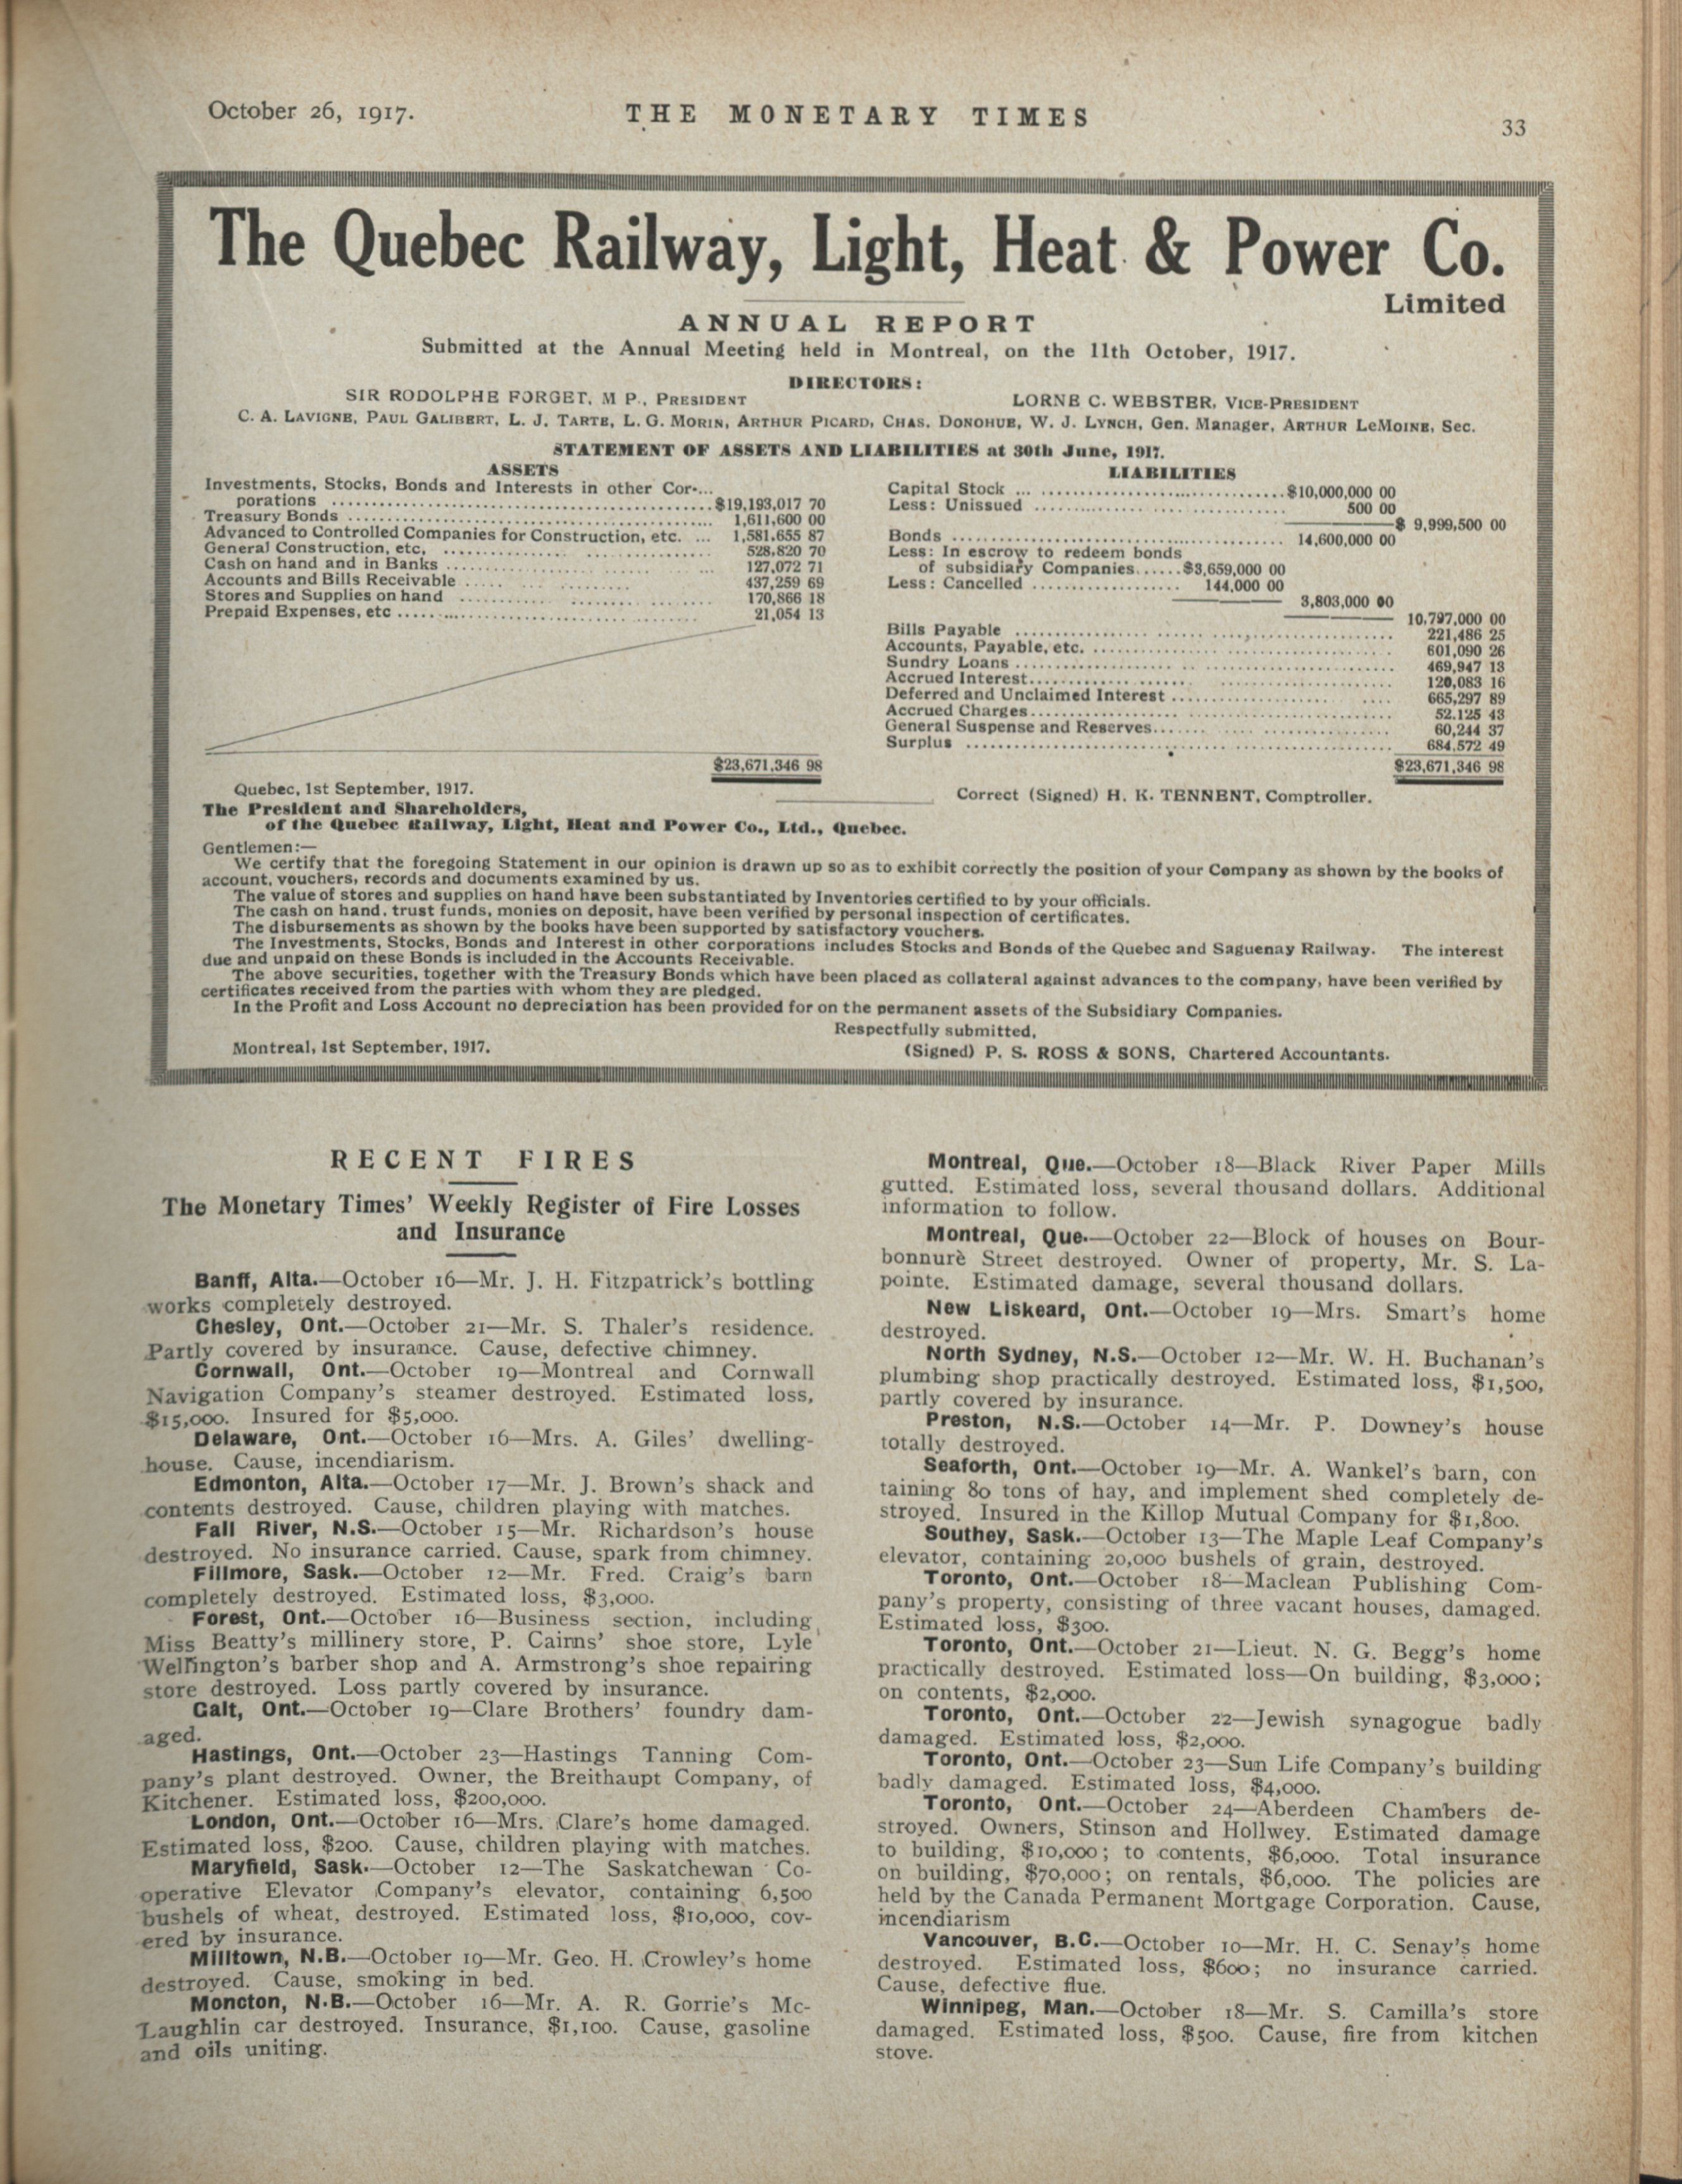 October 26, 1917.
THE MONETARY TIMES
33
The Quebec Railway, Light, Heat & Power Co.
Limited
ANNUAL REPORT
Submitted at the Annual Meeting held in Montreal, on the 11th October, 1917.
DIRECTORS:
SIR RODOLPHE FORGET, M P., PRESIDENT LORNE C. WEBSTER, VICE-PRESIDENT
C. A. LAVIGNE, PAUL GALIBERT, L. J. TARTE, L. G. MORIN, ARTHUR PICARD, CHAS. DONOHUE, W. J. LYNCH, Gen. Manager, ARTHUR LEMOINE, Sec.
STATEMENT OF ASSETS AND LIABILITIES at 30th June, 1917.
ASSETS
Investments, Stocks, Bonds and Interests in other Cor-...
porations ........ $19,193,017 70
Treasury Bonds ........ 1,611,600 00
Advanced to Controlled Companies for Construction, etc. ... 1,581,655 87
General Construction, etc, ........ 528,820 70
Cash on hand and in Banks ........ 127,072 71
Accounts and Bills Receivable ........ 437,259 69
Stores and Supplies on hand ........ 170,866 18
Prepaid Expenses, etc ........ 21,054 13
$23,671,346 98
LIABILITIES
Capital Stock ........ $10,000,000 00
Less: Unissued ........ 500 00
$ 9,999,500 00
Bonds ........ 14,600,000 00
Less: In escrow to redeem bonds
of subsidiary Companies ...... $3,659,000 00
Less: Cancelled ........ 144,000 00
3,803,000 00
10,797,000 00
Bills Payable ........ 221,486 25
Accounts, Payable, etc. ........ 601,090 26
Sundry Loans ........ 469,947 13
Accrued Interest ........ 120,083 16
Deferred and Unclaimed Interest ........ 665,297 89
Accrued Charges ........ 52.125 43
General Suspense and Reserves ........ 60,244 37
Surplus ........ 684,572 49
$23,671,346 98
Quebec, 1st September, 1917.
Correct (Signed) H. K. TENNENT, Comptroller.
The President and Shareholders,
of the Quebec Railway, Light, Heat and Power Co., Ltd., Quebec.
Gentlemen:—
We certify that the foregoing Statement in our opinion is drawn up so as to exhibit correctly the position of your Company as shown by the books of
account, vouchers, records and documents examined by us.
The value of stores and supplies on hand have been substantiated by Inventories certified to by your officials.
The cash on hand, trust funds, monies on deposit, have been verified by personal inspection of certificates.
The disbursements as shown by the books have been supported by satisfactory vouchers.
The Investments, Stocks, Bonds and Interest in other corporations includes Stocks and Bonds of the Quebec and Saguenay Railway. The interest
due and unpaid on these Bonds is included in the Accounts Receivable.
The above securities, together with the Treasury Bonds which have been placed as collateral against advances to the company, have been verified by
certificates received from the parties with whom they are pledged.
In the Profit and Loss Account no depreciation has been provided for on the permanent assets of the Subsidiary Companies.
Respectfully submitted,
Montreal, 1st September, 1917.
(Signed) P. S. ROSS & SONS, Chartered Accountants.
RECENT FIRES
The Monetary Times' Weekly Register of Fire Losses
and Insurance
Banff, Alta.—October 16—Mr. J. H. Fitzpatrick's bottling
works completely destroyed.
Chesley, Ont.—October 21—Mr. S. Thaler's residence.
Partly covered by insurance. Cause, defective chimney.
Cornwall, Ont.—October 19—Montreal and Cornwall
Navigation Company's steamer destroyed. Estimated loss,
$15,000. Insured for $5,000.
Delaware, Ont.—October 16—Mrs. A. Giles' dwelling-
house. Cause, incendiarism.
Edmonton, Alta.—October 17—Mr. J. Brown's shack and
contents destroyed. Cause, children playing with matches.
Fall River, N.S.—October 15—Mr. Richardson's house
destroyed. No insurance carried. Cause, spark from chimney.
Fillmore, Sask.—October 12—Mr. Fred. Craig's barn
completely destroyed. Estimated loss, $3,000.
Forest, Ont.—October 16—Business section, including
Miss Beatty's millinery store, P. Cairns' shoe store, Lyle
Wellington's barber shop and A. Armstrong's shoe repairing
store destroyed. Loss partly covered by insurance.
Galt, Ont.—October 19—Clare Brothers' foundry dam-
aged.
Hastings, Ont.—October 23—Hastings Tanning Com-
pany's plant destroyed. Owner, the Breithaupt Company, of
Kitchener. Estimated loss, $200,000.
London, Ont.—October 16—Mrs. Clare's home damaged.
Estimated loss, $200. Cause, children playing with matches.
Maryfield, Sask.—October 12—The Saskatchewan Co-
operative Elevator Company's elevator, containing 6,500
bushels of wheat, destroyed. Estimated loss, $10,000, cov-
ered by insurance.
Milltown, N.B.—October 19—Mr. Geo. H. Crowley's home
destroyed. Cause, smoking in bed.
Moncton, N.B.—October 16—Mr. A. R. Gorrie's Mc-
Laughlin car destroyed. Insurance, $1,100. Cause, gasoline
and oils uniting.
Montreal, Que.—October 18—Black River Paper Mills
gutted. Estimated loss, several thousand dollars. Additional
information to follow.
Montreal, Que.—October 22—Block of houses on Bour-
bonnurè Street destroyed. Owner of property, Mr. S. La-
pointe. Estimated damage, several thousand dollars.
New Liskeard, Ont.—October 19—Mrs. Smart's home
destroyed.
North Sydney, N.S.—October 12—Mr. W. H. Buchanan's
plumbing shop practically destroyed. Estimated loss, $1,500,
partly covered by insurance.
Preston, N.S.—October 14—Mr. P. Downey's house
totally destroyed.
Seaforth, Ont.—October 19—Mr. A. Wankel's barn, con
taining 80 tons of hay, and implement shed completely de-
stroyed. Insured in the Killop Mutual Company for $1,800.
Southey, Sask.—October 13—The Maple Leaf Company's
elevator, containing 20,000 bushels of grain, destroyed.
Toronto, Ont.—October 18—Maclean Publishing Com-
pany's property, consisting of three vacant houses, damaged.
Estimated loss, $300.
Toronto, Ont.—October 21—Lieut. N. G. Begg's home
practically destroyed. Estimated loss—On building, $3,000;
on contents, $2,000.
Toronto, Ont.—October 22—Jewish synagogue badly
damaged. Estimated loss, $2,000.
Toronto, Ont.—October 23—Sun Life Company's building
badly damaged. Estimated loss, $4,000.
Toronto, Ont.—October 24—Aberdeen Chambers de-
stroyed. Owners, Stinson and Hollwey. Estimated damage
to building, $10,000; to contents, $6,000. Total insurance
on building, $70,000; on rentals, $6,000. The policies are
held by the Canada Permanent Mortgage Corporation. Cause,
incendiarism
Vancouver, B.C.—October 10—Mr. H. C. Senay's home
destroyed. Estimated loss, $600; no insurance carried.
Cause, defective flue.
Winnipeg, Man.—October 18—Mr. S. Camilla's store
damaged. Estimated loss, $500. Cause, fire from kitchen
stove.